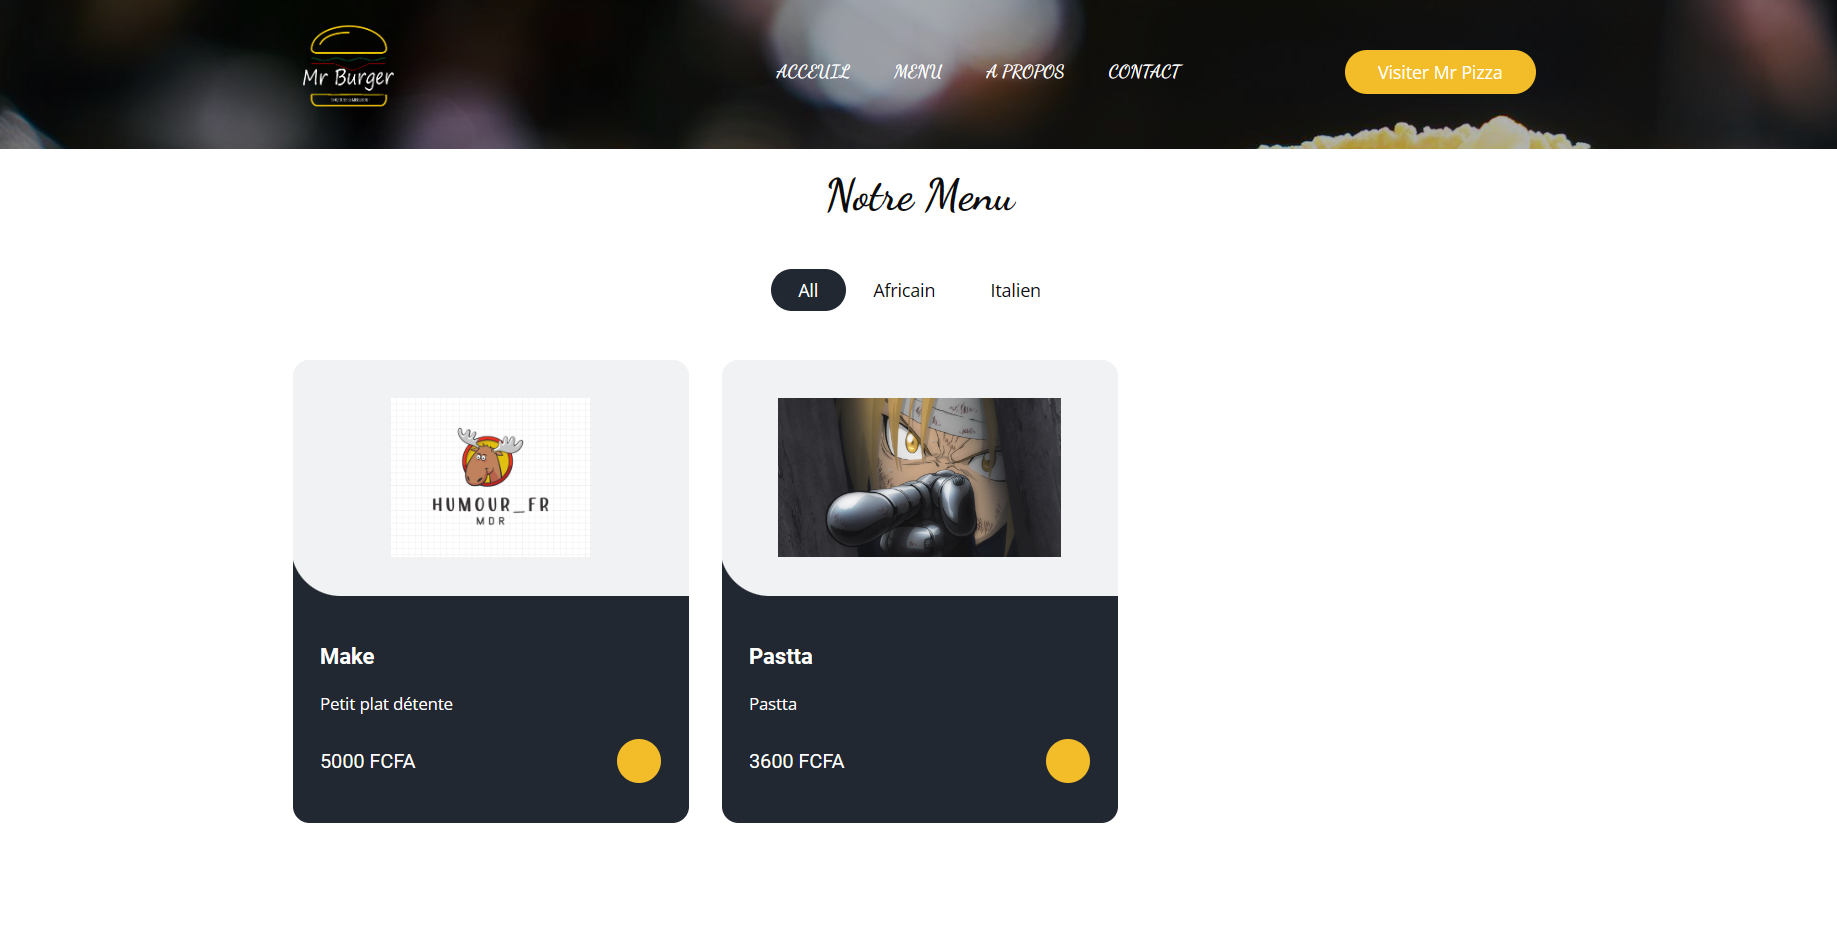 Mr Burger
ACCEUIL MENU A PROPOS CONTACT
Visiter Mr Pizza
Notre Menu
All Africain Italien
HUMOUR_FR
MDR
Make
Petit plat détente
5000 FCFA
Pastta
Pastta
3600 FCFA